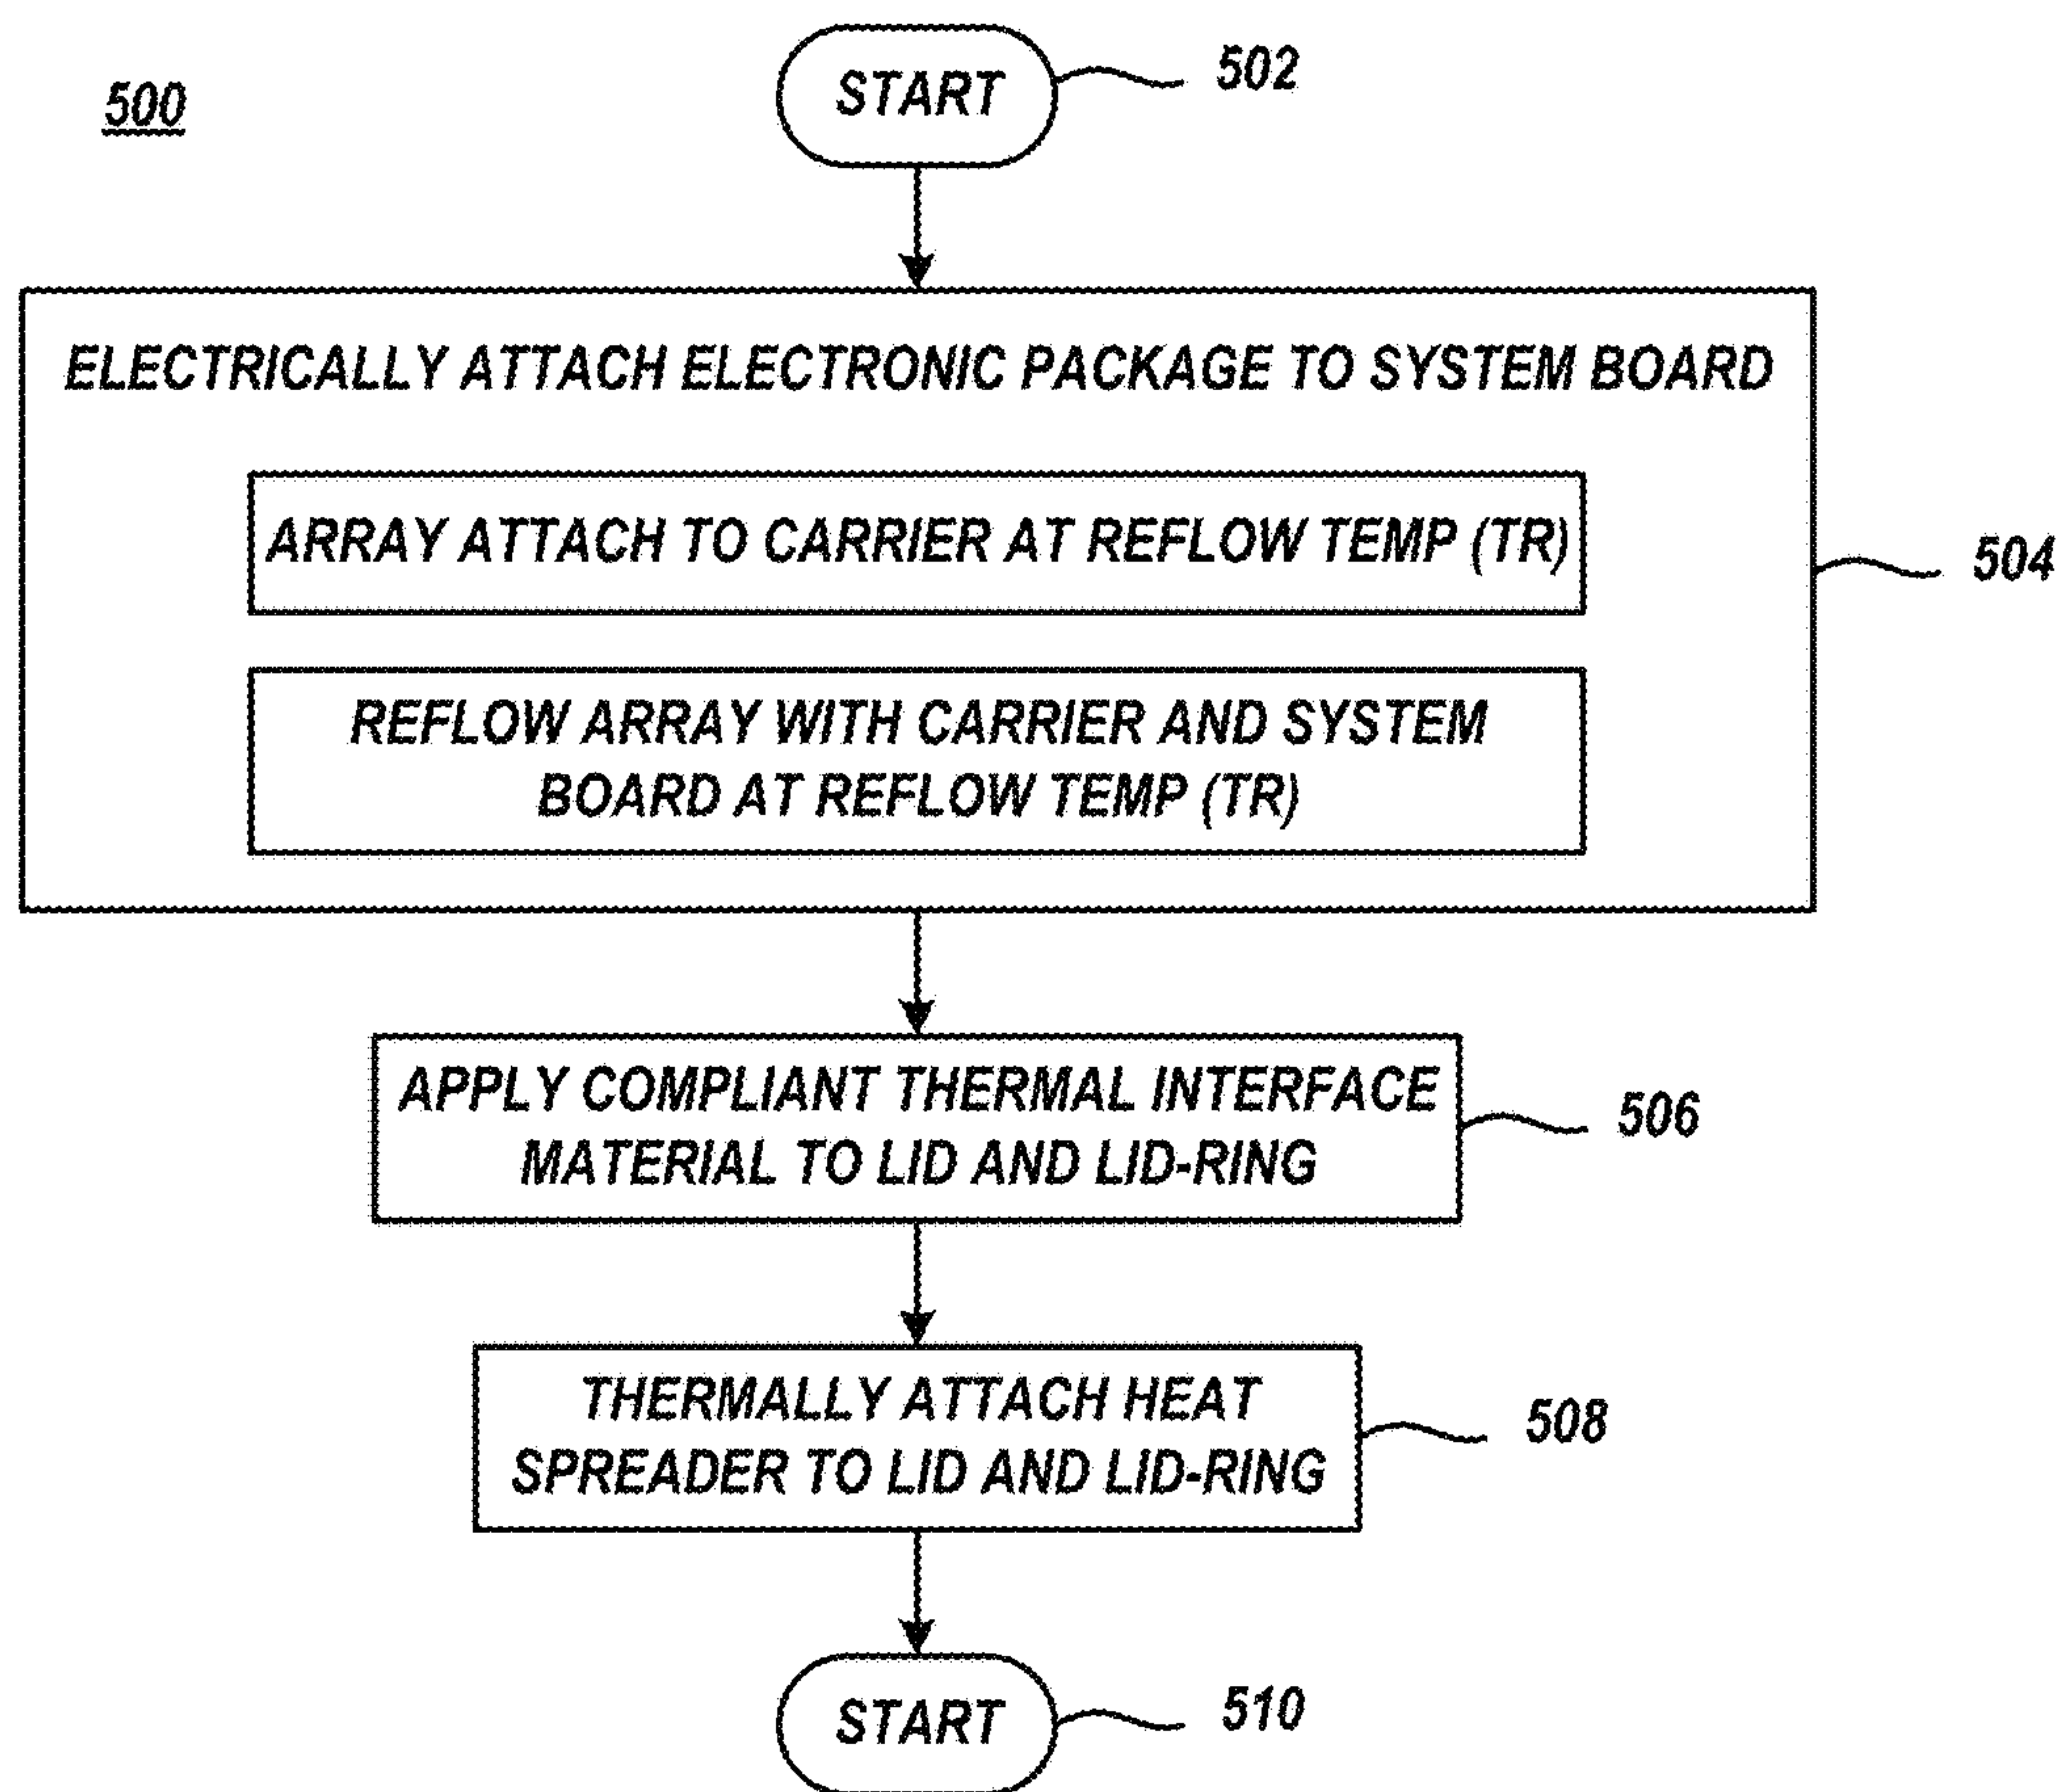 500
START
502
ELECTRICALLY ATTACH ELECTRONIC PACKAGE TO SYSTEM BOARD
ARRAY ATTACH TO CARRIER AT REFLOW TEMP (TR)
504
REFLOW ARRAY WITH CARRIER AND SYSTEM
BOARD AT REFLOW TEMP (TR)
APPLY COMPLIANT THERMAL INTERFACE
MATERIAL TO LID AND LID-RING
506
THERMALLY ATTACH HEAT
SPREADER TO LID AND LID-RING
508
START
510